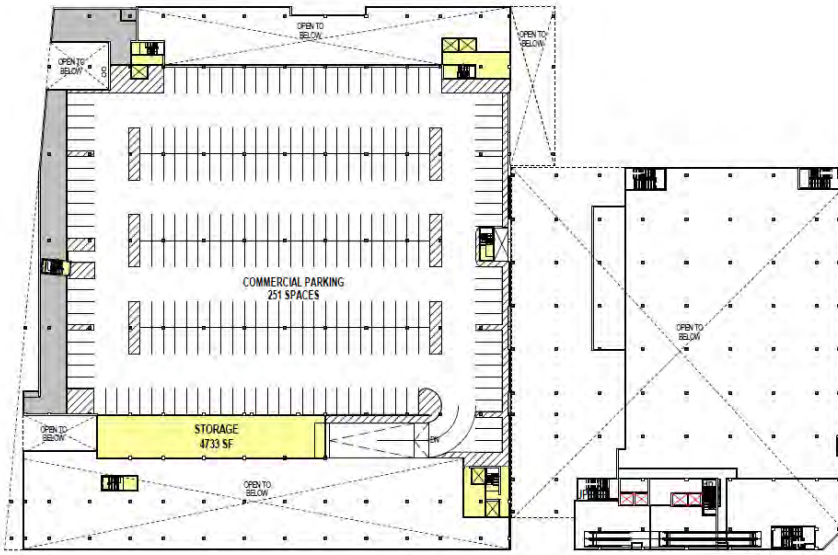 OPEN TO
BELOW
OPEN TO
BELOW
OPEN TO
BELOW
COMMERCIAL PARKING
251 SPACES
OPEN TO
BELOW
OPEN TO
BELOW
STORAGE
4733 SF
DN
OPEN TO
BELOW
UP